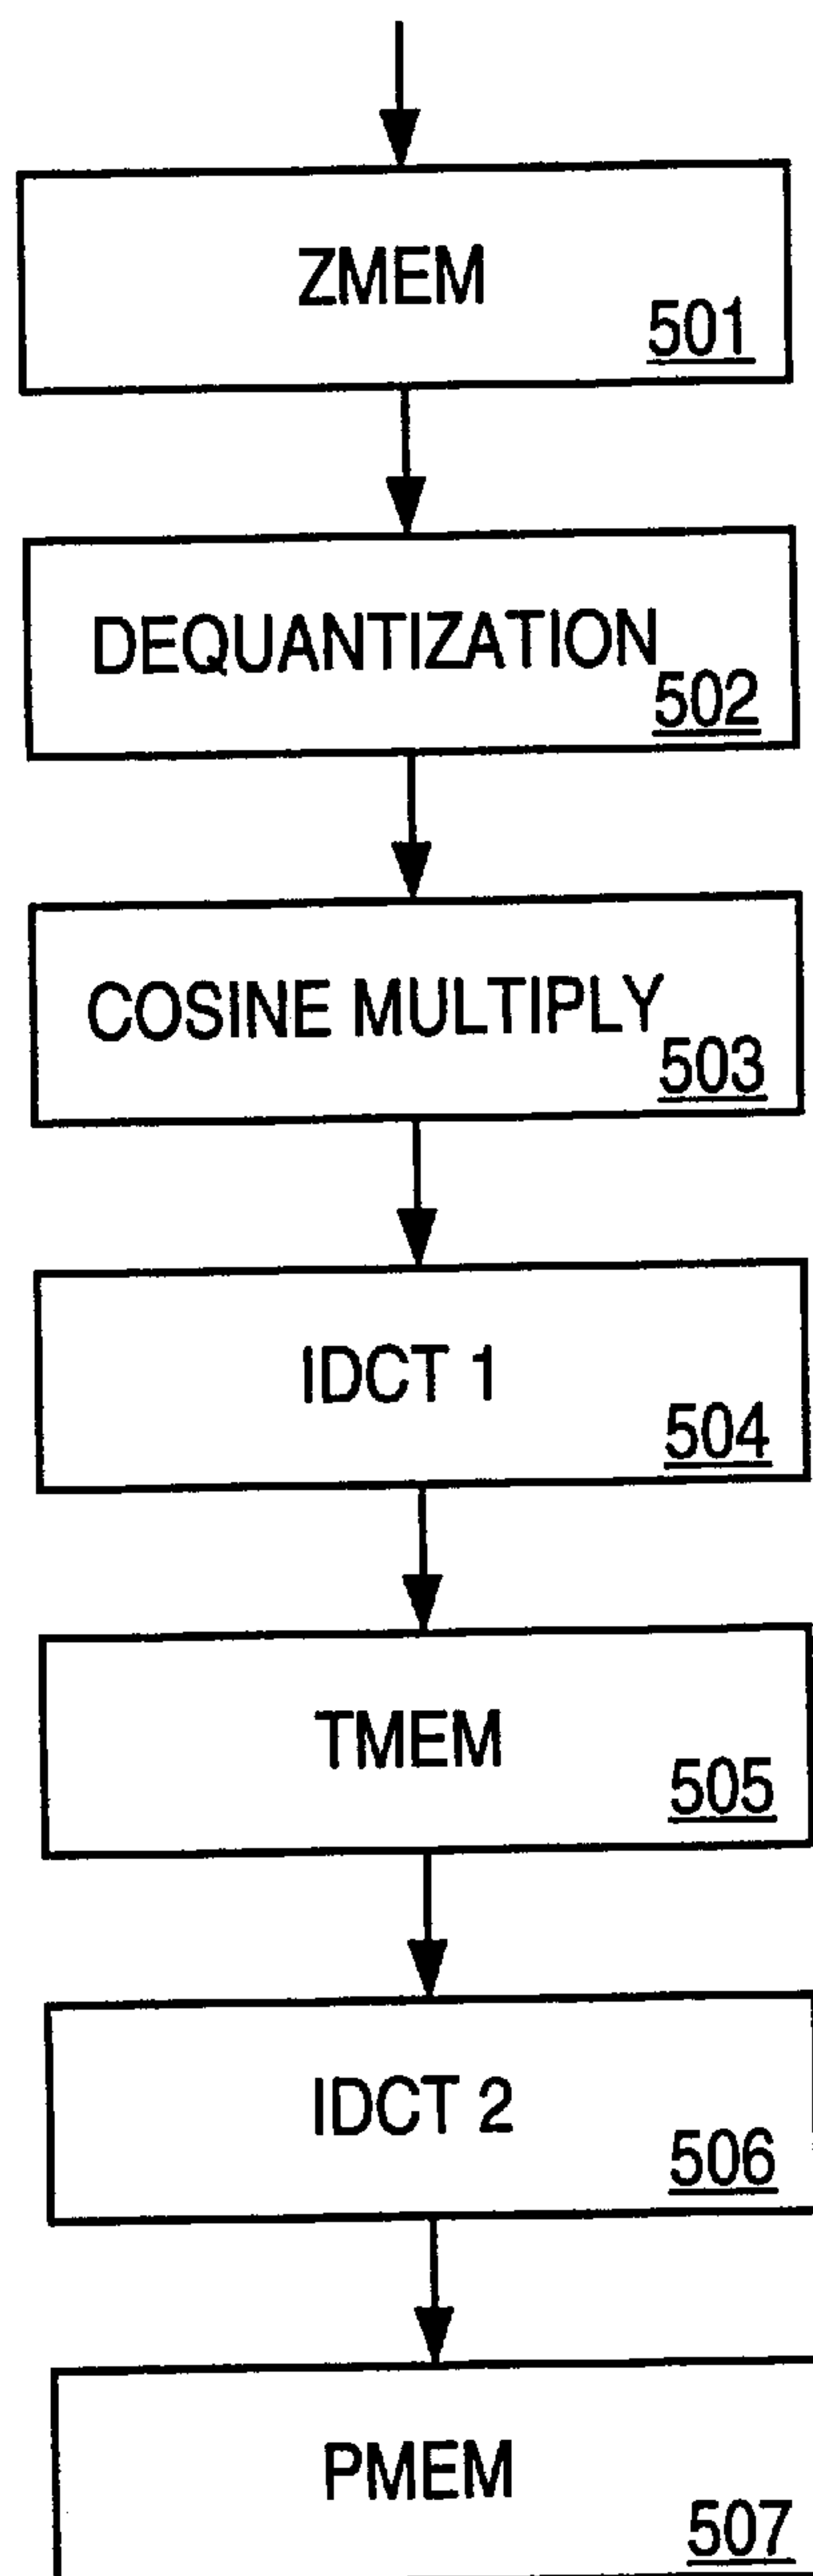 ZMEM
501
DEQUANTIZATION
502
COSINE MULTIPLY
503
IDCT 1
504
TMEM
505
IDCT 2
506
PMEM
507